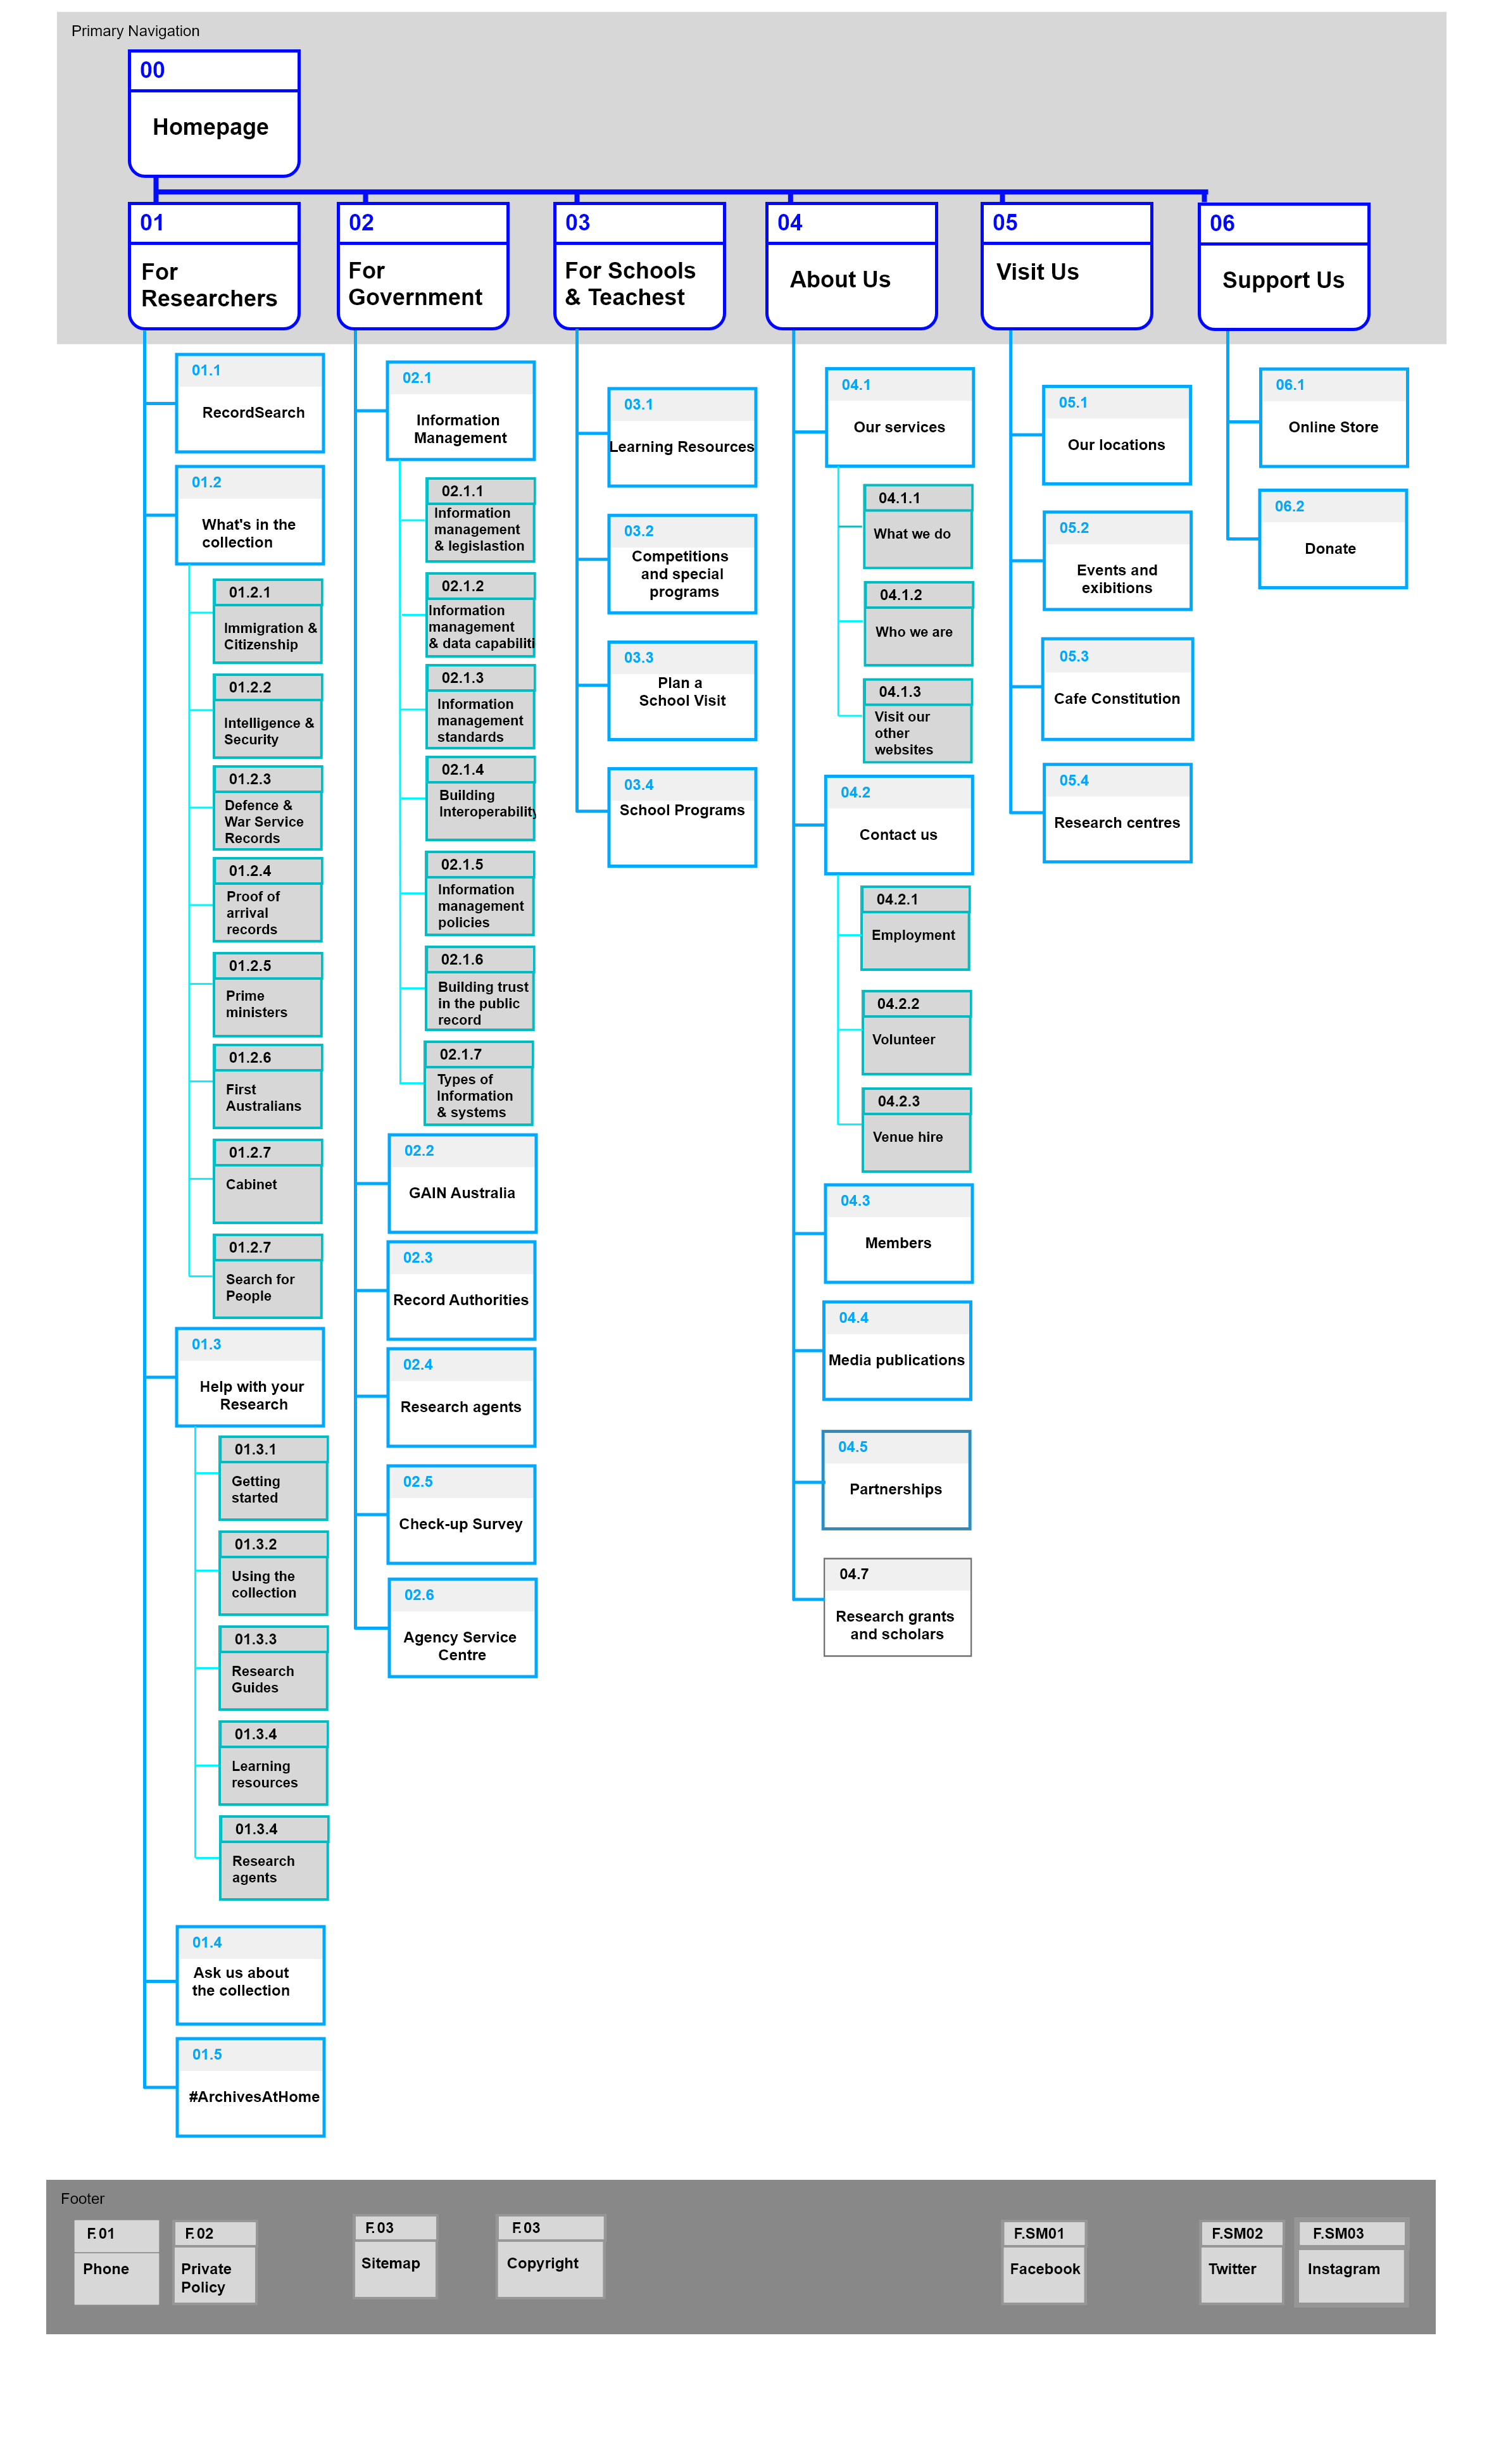 Primary Navigation
00
Homepage
01
For
Researchers
02
For
Government
03
For Schools
& Teachest
04
About Us
05
Visit Us
06
Support Us
01.1
RecordSearch
01.2
What's in the
collection
01.2.1
Immigration &
Citizenship
01.2.2
Intelligence &
Security
01.2.3
Defence &
War Service
Records
01.2.4
Proof of
arrival
records
01.2.5
Prime
ministers
01.2.6
First
Australians
01.2.7
Cabinet
01.2.7
Search for
People
01.3
Help with your
Research
01.3.1
Getting
started
01.3.2
Using the
collection
01.3.3
Research
Guides
01.3.4
Learning
resources
01.3.4
Research
agents
01.4
Ask us about
the collection
01.5
#ArchivesAtHome
02.1
Information
Management
02.1.1
Information
management
& legislastion
02.1.2
Information
management
& data capabiliti
02.1.3
Information
management
standards
02.1.4
Building
Interoperability
02.1.5
Information
management
policies
02.1.6
Building trust
in the public
record
02.1.7
Types of
Information
& systems
02.2
GAIN Australia
02.3
Record Authorities
02.4
Research agents
02.5
Check-up Survey
02.6
Agency Service
Centre
03.1
Learning Resources
03.2
Competitions
and special
programs
03.3
Plan a
School Visit
03.4
School Programs
04.1
Our services
04.1.1
What we do
04.1.2
Who we are
04.1.3
Visit our
other
websites
04.2
Contact us
04.2.1
Employment
04.2.2
Volunteer
04.2.3
Venue hire
04.3
Members
04.4
Media publications
04.5
Partnerships
04.7
Research grants
and scholars
05.1
Our locations
05.2
Events and
exibitions
05.3
Cafe Constitution
05.4
Research centres
06.1
Online Store
06.2
Donate
Footer
F.01
Phone
F.02
Private
Policy
F.03
Sitemap
F.03
Copyright
F.SM01
Facebook
F.SM02
Twitter
F.SM03
Instagram